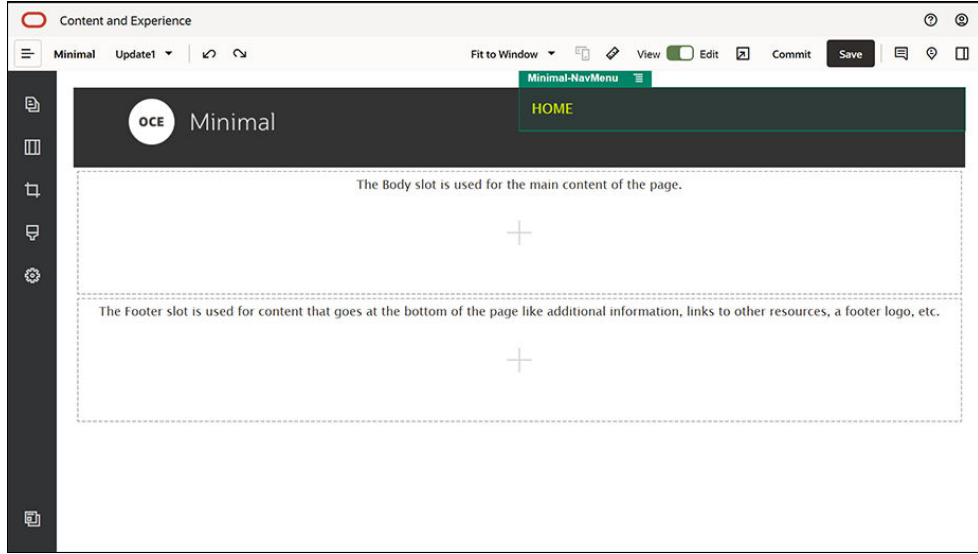 Content and Experience
Minimal Update1 Fit to Window View Edit Commit Save
Minimal-NavMenu
HOME
OCE Minimal
The Body slot is used for the main content of the page.
The Footer slot is used for content that goes at the bottom of the page like additional information, links to other resources, a footer logo, etc.